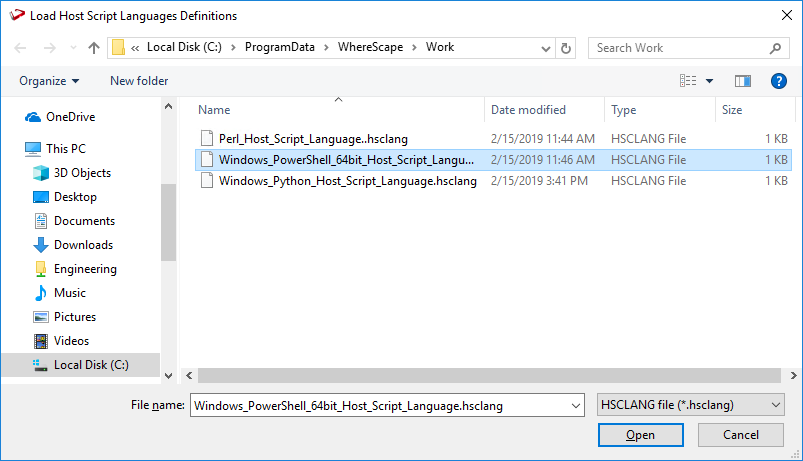 Load Host Script Languages Definitions
« Local Disk (C:) > ProgramData > WhereScape > Work
Search Work
Organize New folder
Name Date modified Type Size
OneDrive
This PC
3D Objects
Desktop
Documents
Downloads
Engineering
Music
Pictures
Videos
Local Disk (C:)
Perl_Host_Script_Language..hsclang 2/15/2019 11:44 AM HSCLANG File 1 KB
Windows_PowerShell_64bit_Host_Script_Langu... 2/15/2019 11:46 AM HSCLANG File 1 KB
Windows_Python_Host_Script_Language.hsclang 2/15/2019 3:41 PM HSCLANG File 1 KB
File name: Windows_PowerShell_64bit_Host_Script_Language.hsclang HSCLANG file (*.hsclang)
Open Cancel